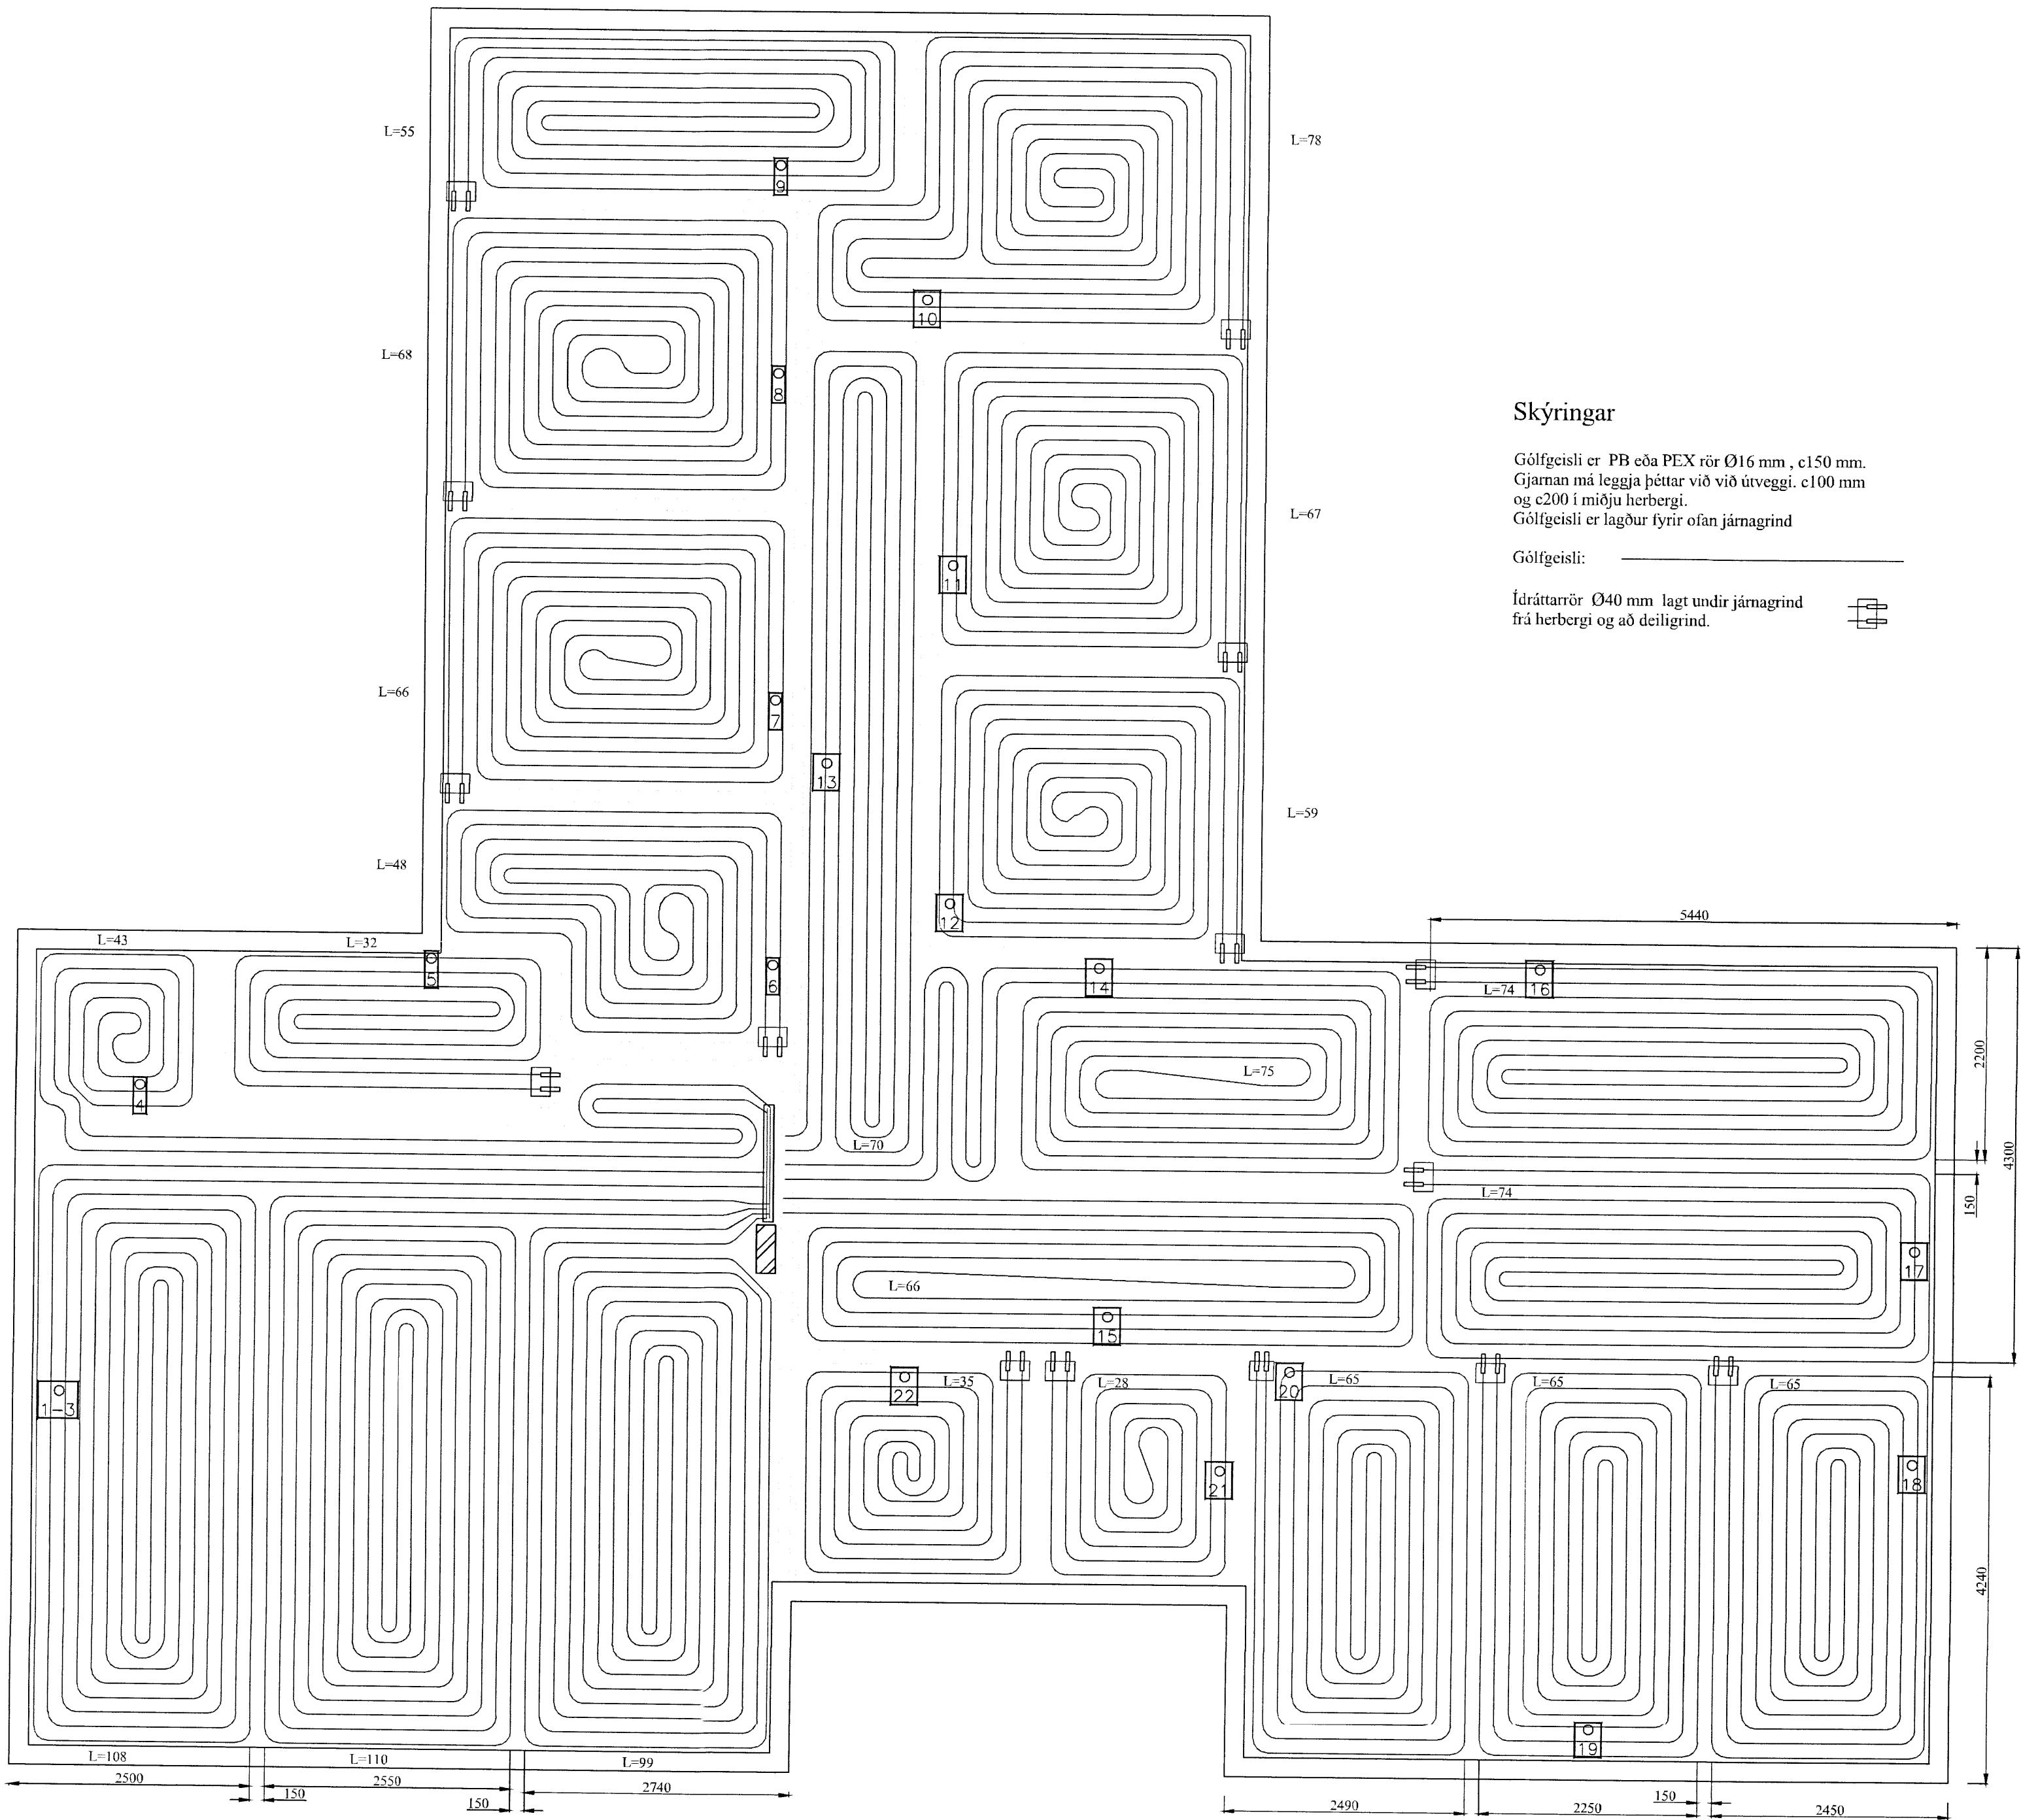 L=55
L=78
9
10
L=68
8
Skýringar
Gólfgeisli er PB eða PEX rör Ø16 mm , c150 mm.
Gjarnan má leggja þéttar við við útveggi. c100 mm
og c200 í miðju herbergi.
Gólfgeisli er lagður fyrir ofan járnagrind
L=67
Gólfgeisli:
11
Ídráttarrör Ø40 mm lagt undir járnagrind
frá herbergi og að deiligrind.
L=66
7
13
L=59
L=48
12
5440
L=43
L=32
5
6
14
L=74
16
2200
L=75
4
L=70
4300
L=74
150
17
L=66
15
1-3
22
L=35
L=28
20
L=65
L=65
L=65
21
18
4240
19
L=108
L=110
L=99
2500
2550
2740
150
150
150
2490
2250
2450